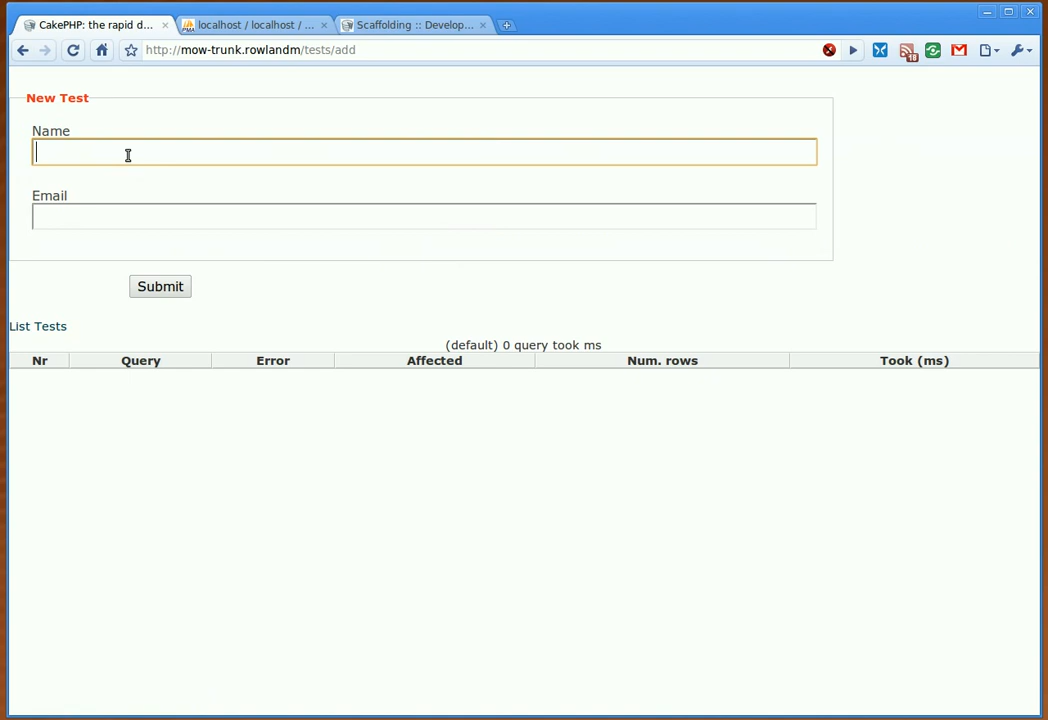 CakePHP: the rapid d...
localhost / localhost / ...
Scaffolding :: Develop...
http://mow-trunk.rowlandm/tests/add
18
New Test
Name
Email
Submit
List Tests
(default) 0 query took ms
Nr Query Error Affected Num. rows Took (ms)